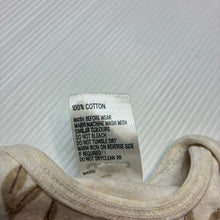 100% COTTON
WASH BEFORE WEAR
WARM MACHINE WASH WITH
SIMILAR COLOURS
DO NOT BLEACH
DO NOT TUMBLE DRY
WARM IRON ON REVERSE SIDE
IF REQUIRED
DO NOT DRYCLEAN